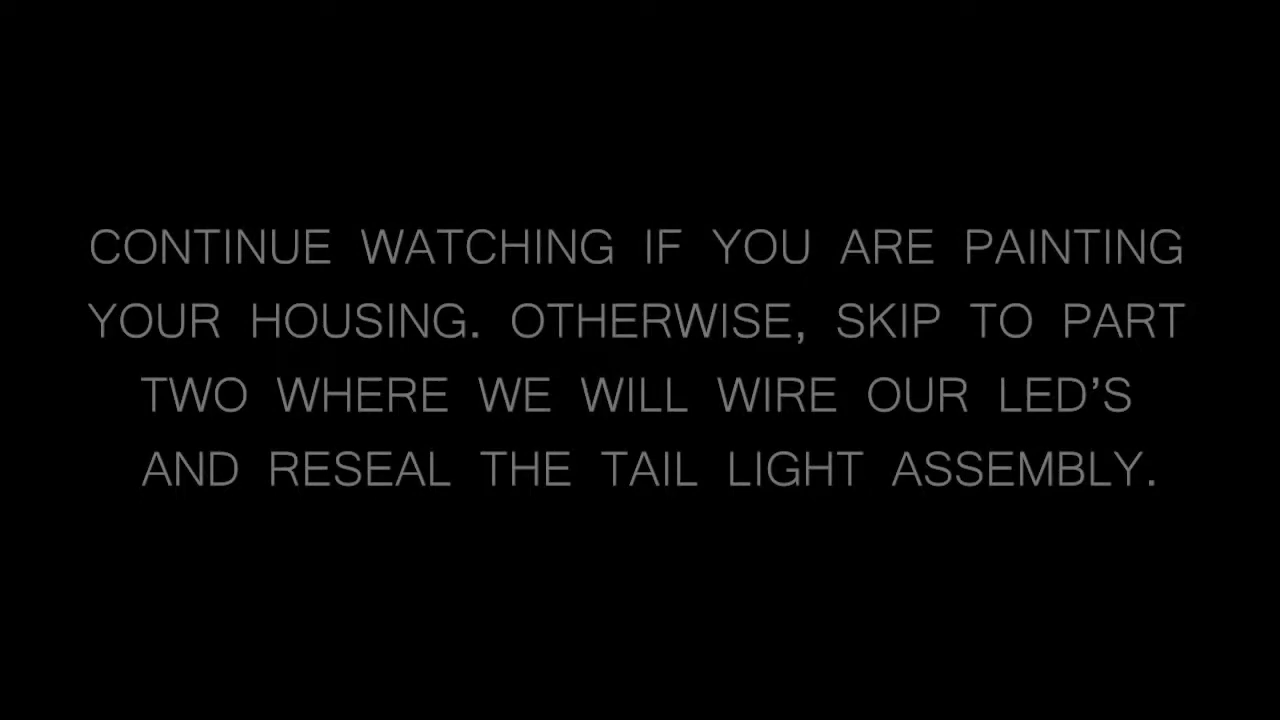 CONTINUE WATCHING IF YOU ARE PAINTING
YOUR HOUSING. OTHERWISE, SKIP TO PART
TWO WHERE WE WILL WIRE OUR LED’S
AND RESEAL THE TAIL LIGHT ASSEMBLY.